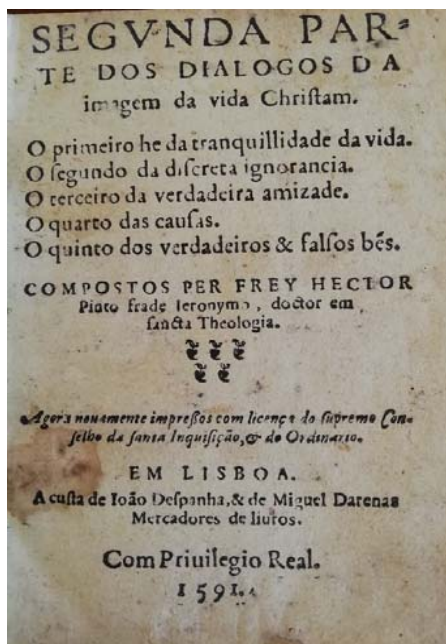 SEGVNDA PAR-
TE DOS DIALOGOS DA
imagem da vida Christam.
O primeiro he da tranquillidade da vida.
O ſegundo da diſcreta ignorancia.
O terceiro da verdadeira amizade.
O quarto das cauſas.
O quinto dos verdadeiros & falſos bẽs.
COMPOSTOS PER FREY HECTOR
Pinto frade Ieronymo, doctor em
ſancta Theologia.
Agora nouamente impreſſos com licença do ſupremo Con-
ſelho da ſanta Inquiſição, & do Ordinario.
EM LISBOA.
A cuſta de Ioão Deſpanha, & de Miguel Darenas
Mercadores de liuros.
Com Priuilegio Real.
1591.